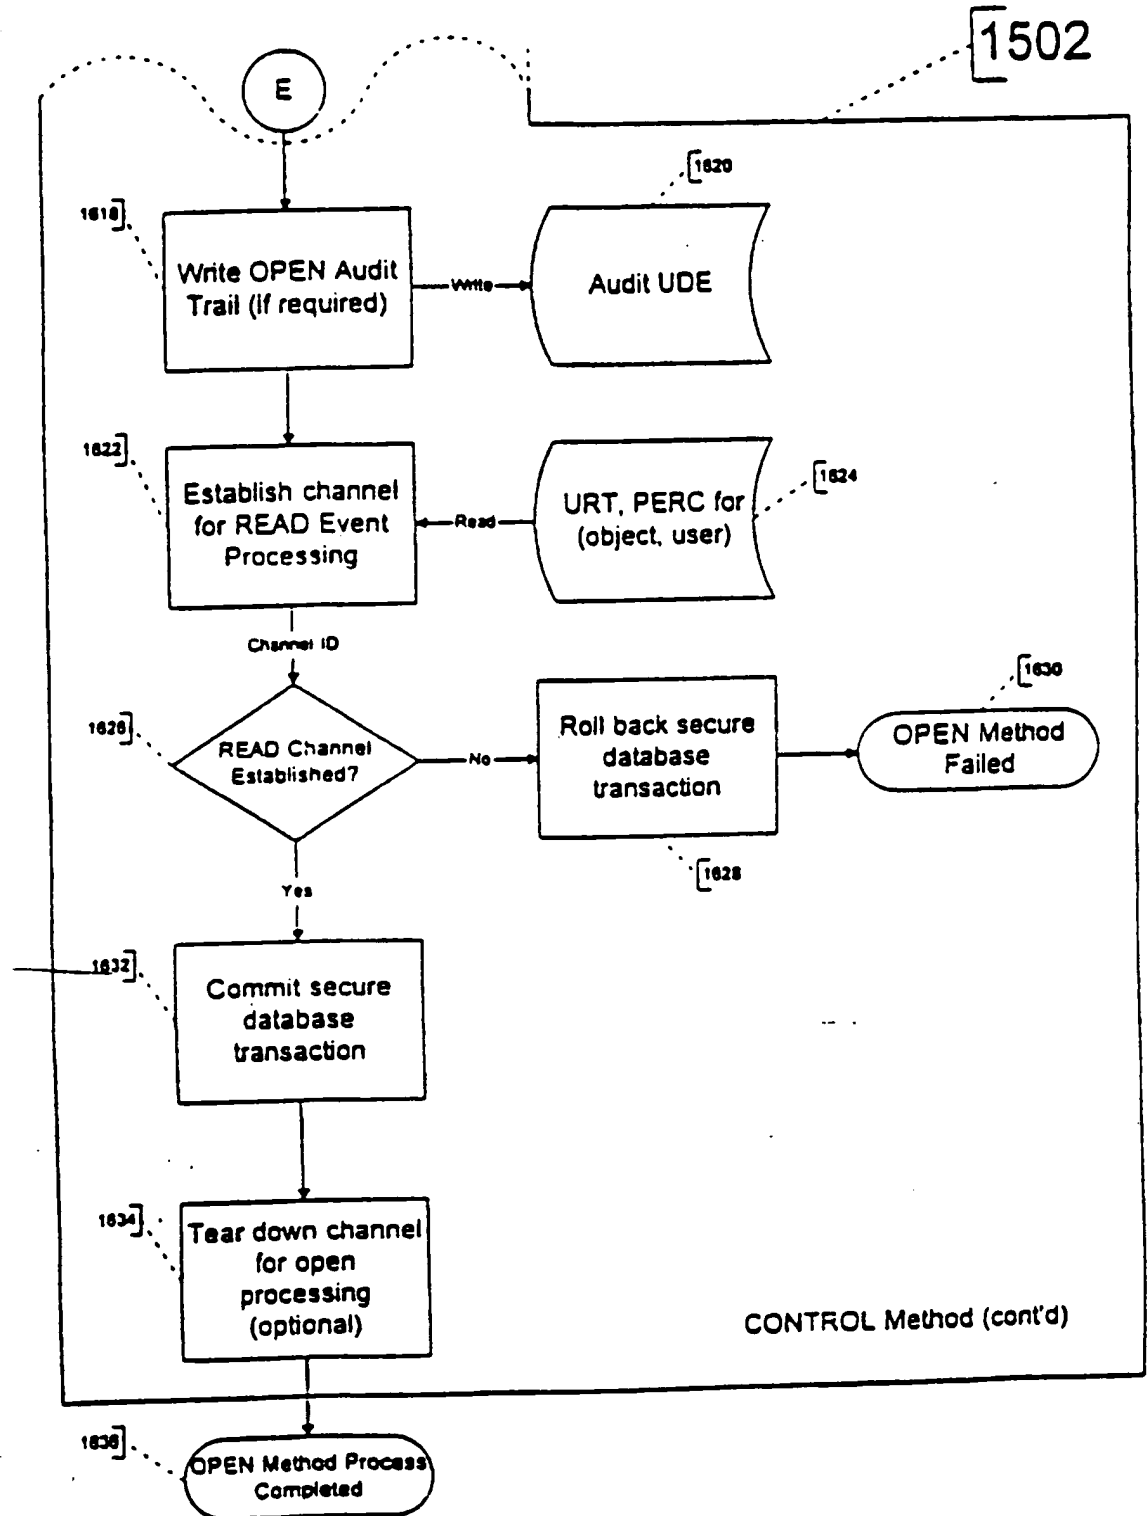 1502
E
1618
Write OPEN Audit
Trail (if required)
Write
1620
Audit UDE
1622
Establish channel
for READ Event
Processing
Read
URT, PERC for
(object, user)
1624
Channel ID
1626
READ Channel
Established?
No
Roll back secure
database
transaction
1628
1630
OPEN Method
Failed
Yes
1632
Commit secure
database
transaction
1634
Tear down channel
for open
processing
(optional)
CONTROL Method (cont'd)
1636
OPEN Method Process
Completed